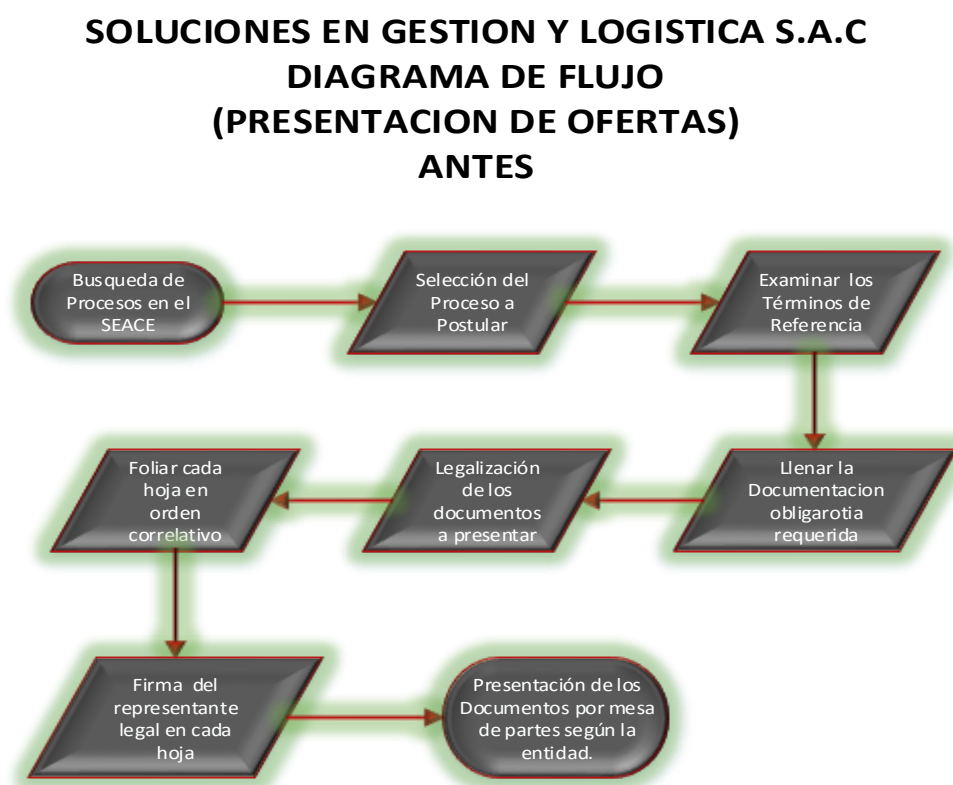 SOLUCIONES EN GESTION Y LOGISTICA S.A.C
DIAGRAMA DE FLUJO
(PRESENTACION DE OFERTAS)
ANTES
Busqueda de
Procesos en el
SEACE
Selección del
Proceso a
Postular
Examinar los
Términos de
Referencia
Llenar la
Documentacion
obligarotia
requerida
Legalización
de los
documentos
a presentar
Foliar cada
hoja en
orden
correlativo
Firma del
representante
legal en cada
hoja
Presentación de los
Documentos por mesa
de partes según la
entidad.